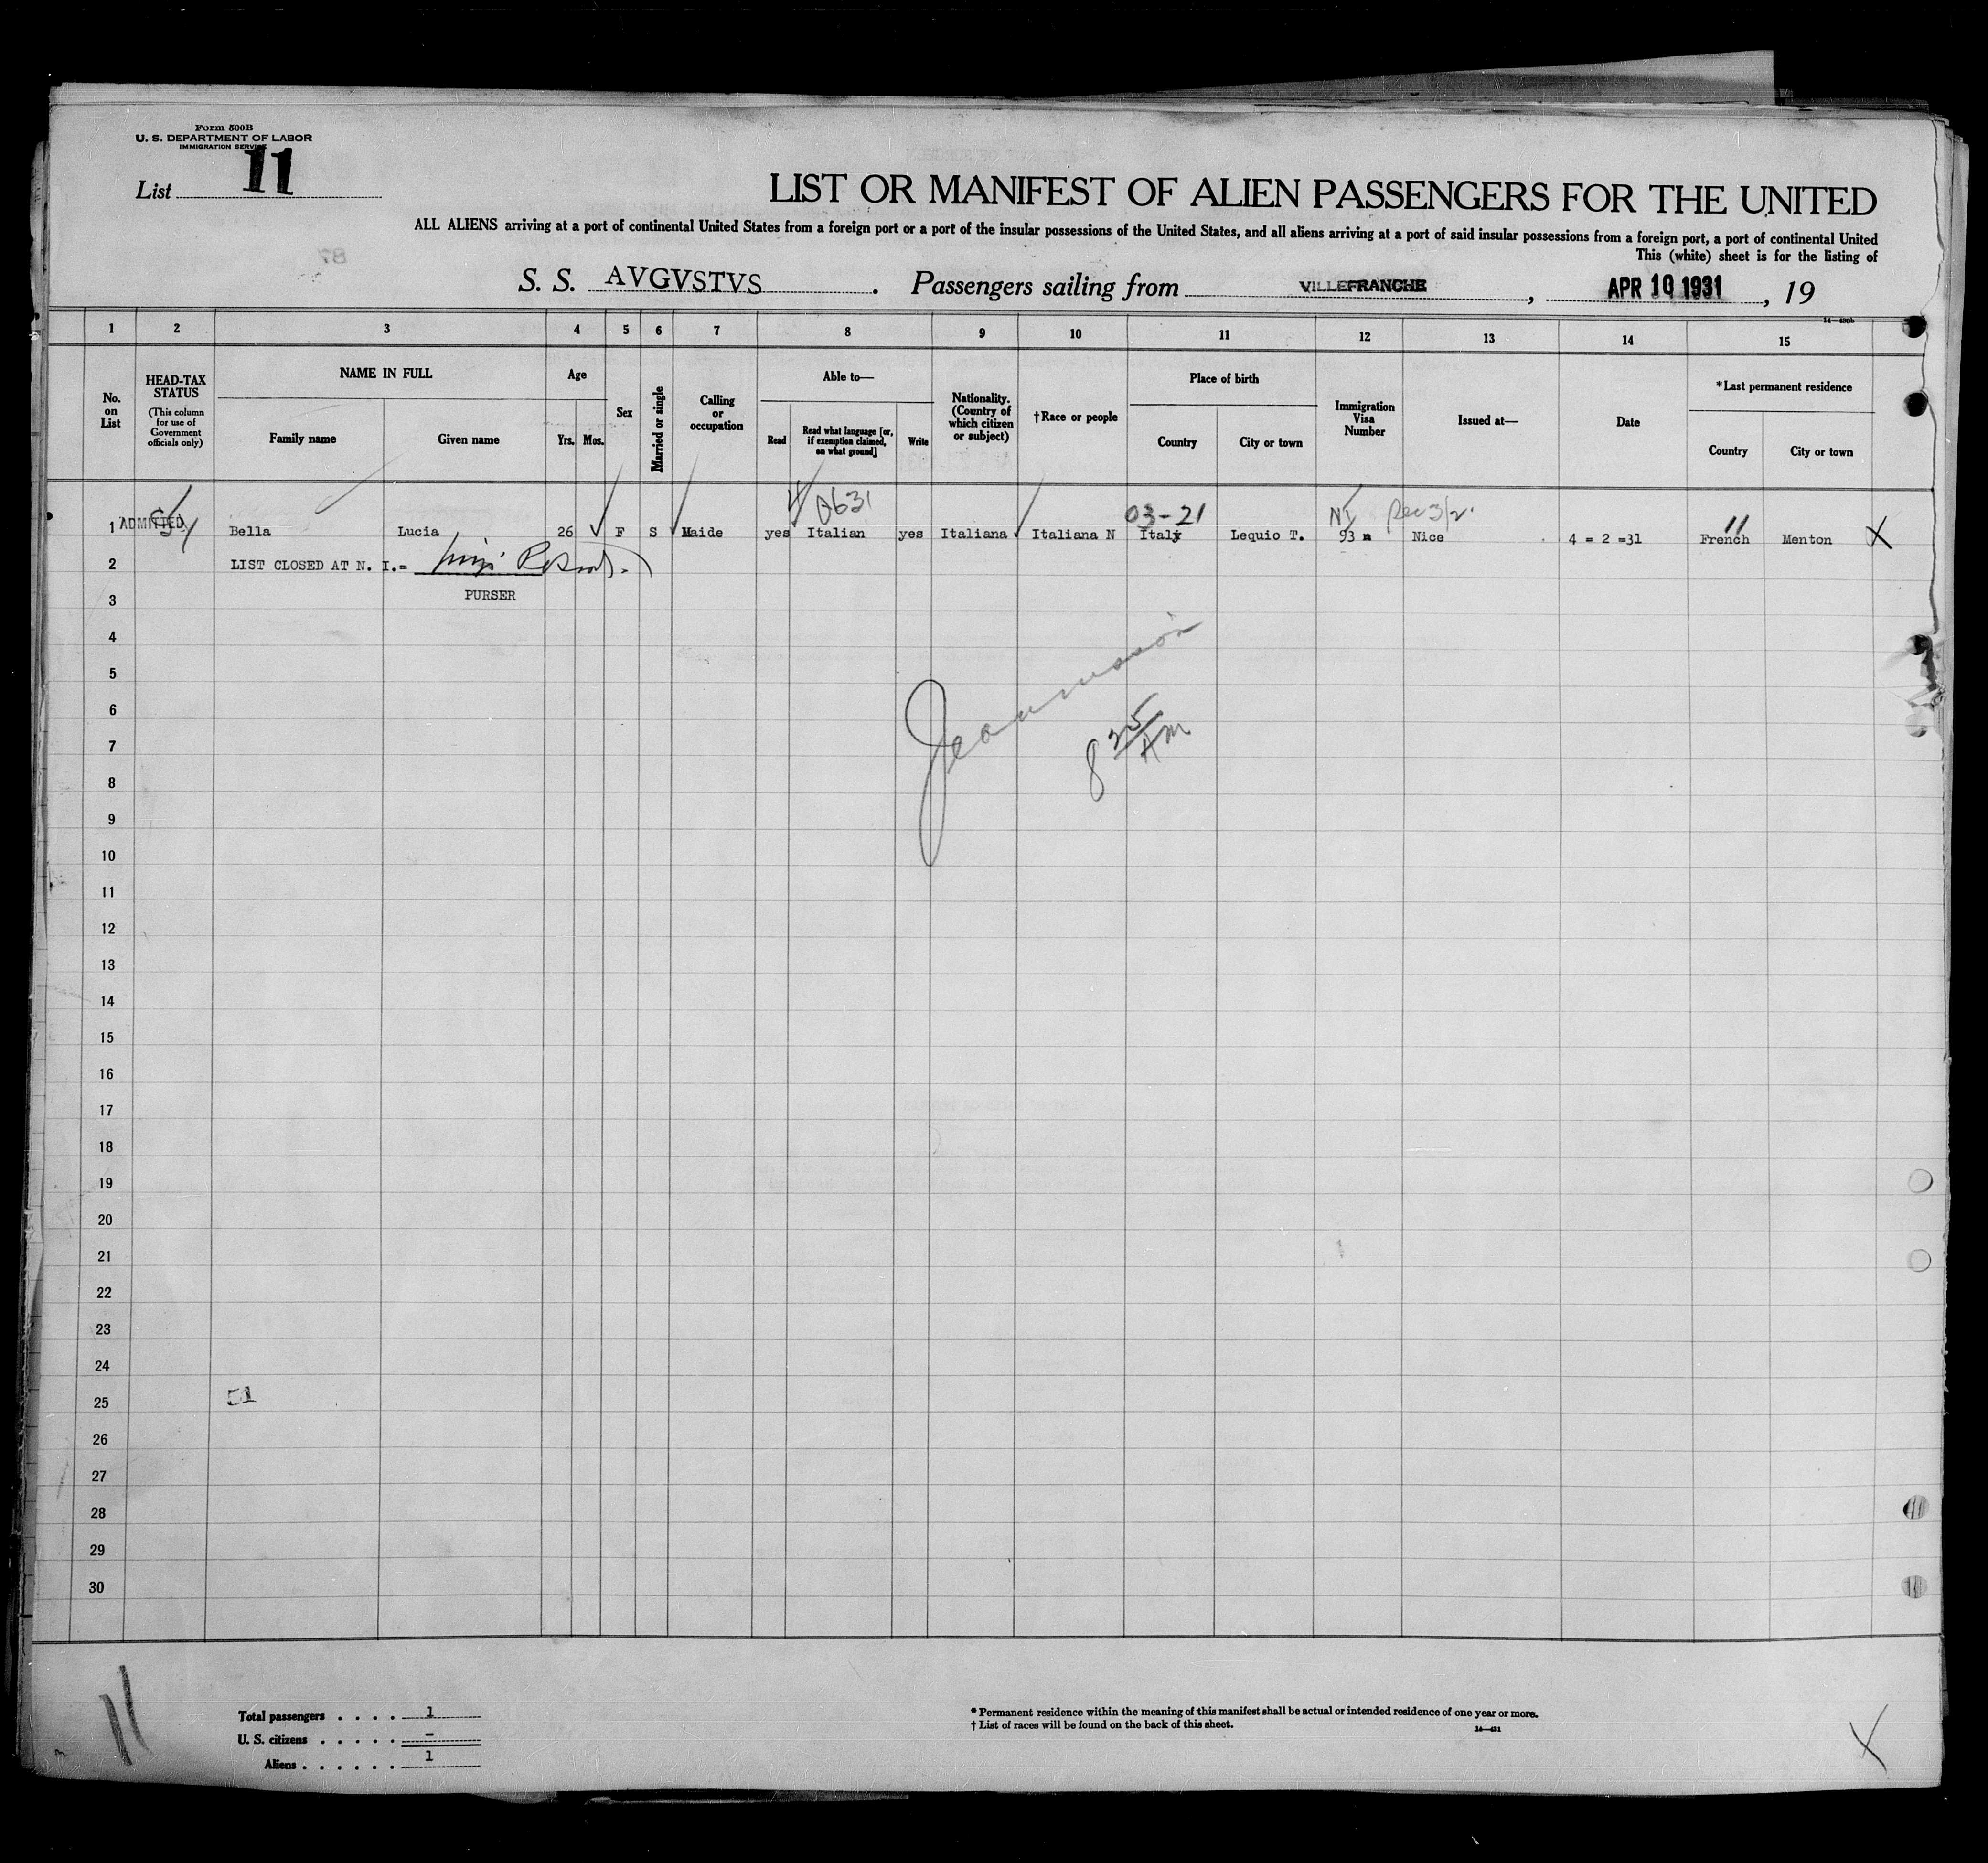 Form 500B
U. S. DEPARTMENT OF LABOR
IMMIGRATION SERVICE
List 11
LIST OR MANIFEST OF ALIEN PASSENGERS FOR THE UNITED
ALL ALIENS arriving at a port of continental United States from a foreign port or a port of the insular possessions of the United States, and all aliens arriving at a port of said insular possessions from a foreign port, a port of continental United
This (white) sheet is for the listing of
87
S. S. AVGVSTVS. Passengers sailing from VILLEFRANCHE, APR 10 1931, 19
1 2 3 4 5 6 7 8 9 10 11 12 13 14 15
No. on List
HEAD-TAX STATUS (This column for use of Government officials only)
NAME IN FULL
Family name
Given name
Age
Yrs. Mos.
Sex
Married or single
Calling or occupation
Able to—
Read
Read what language [or, if exemption claimed, on what ground]
Write
Nationality. (Country of which citizen or subject)
†Race or people
Place of birth
Country
City or town
Immigration Visa Number
Issued at—
Date
*Last permanent residence
Country
City or town
03-21
11
1 ADMITTED Bella Lucia 26 F S Maide yes Italian yes Italiana Italiana N Italy Lequio T. 93 Nice 4 = 2 =31 French Menton X
2 LIST CLOSED AT N. I.=
3 PURSER
4
5
6
7
8 25 AM
8
9
10
11
12
13
14
15
16
17
18
19
20
21
22
23
24
25 51
26
27
28
29
30
11
Total passengers . . . . 1
U. S. citizens . . . . . –
Aliens . . . . . . 1
* Permanent residence within the meaning of this manifest shall be actual or intended residence of one year or more.
† List of races will be found on the back of this sheet.
14—431
X